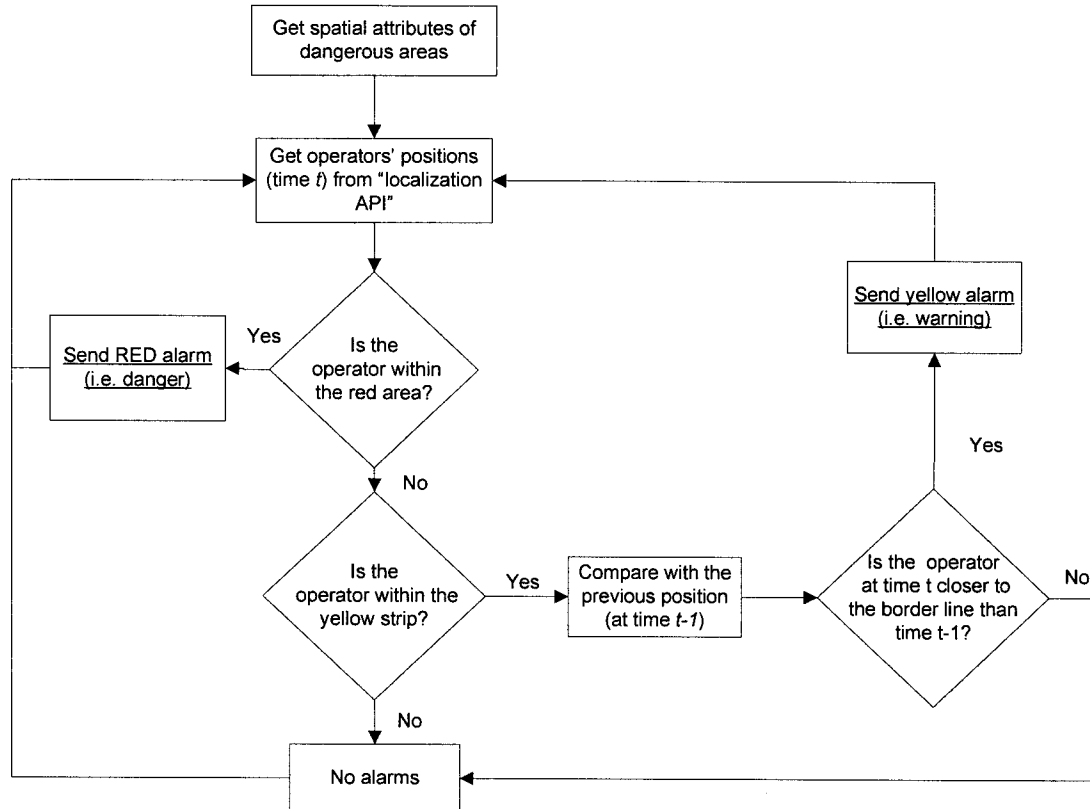 Get spatial attributes of
dangerous areas
Get operators' positions
(time t) from "localization
API"
Send yellow alarm
(i.e. warning)
Yes
Send RED alarm
(i.e. danger)
Is the
operator within
the red area?
Yes
No
Is the
operator within the
yellow strip?
Yes
Compare with the
previous position
(at time t-1)
Is the operator
at time t closer to
the border line than
time t-1?
No
No
No alarms